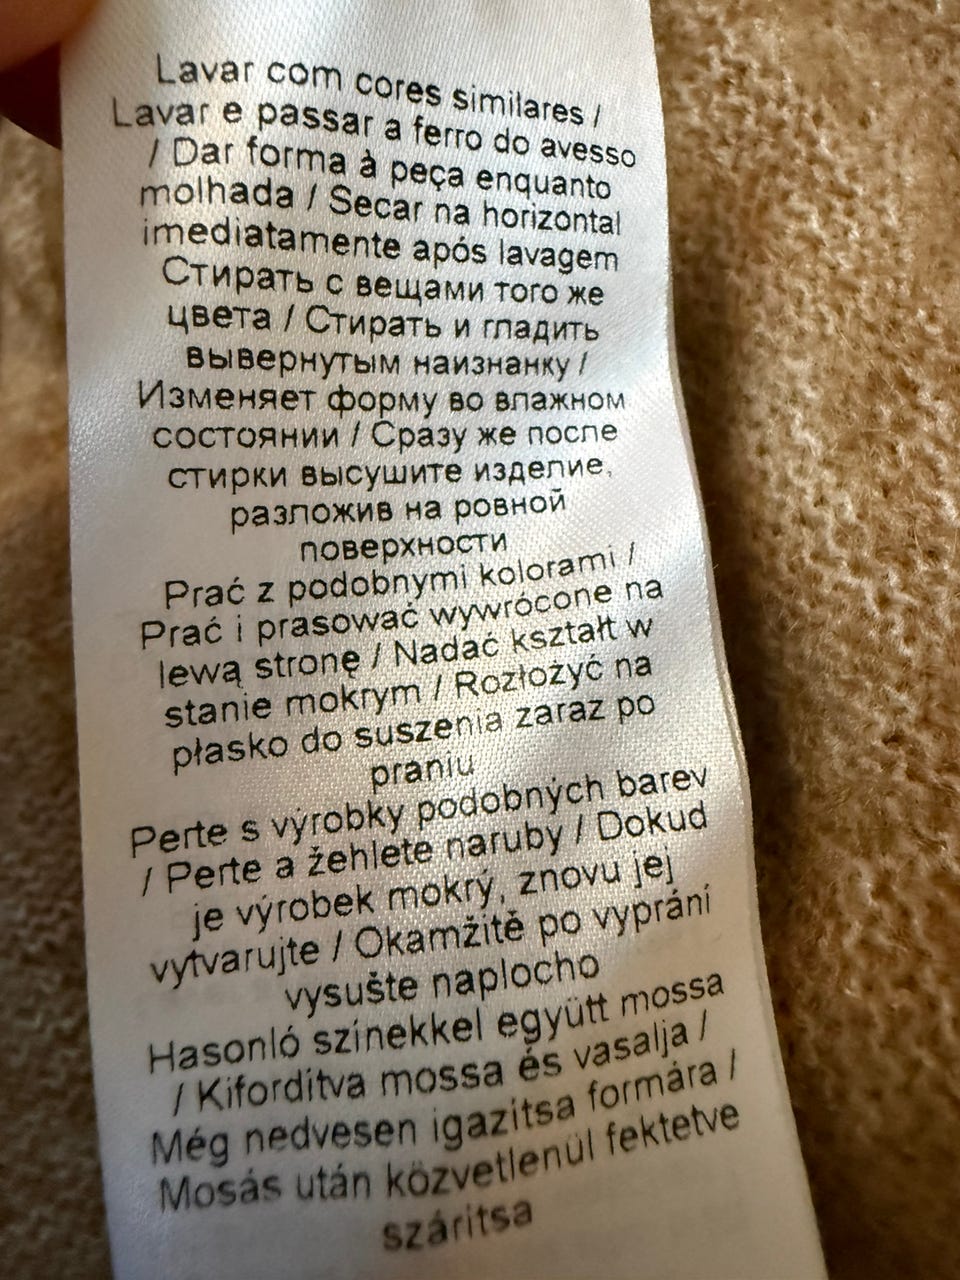 Lavar com cores similares /
Lavar e passar a ferro do avesso
/ Dar forma à peça enquanto
molhada / Secar na horizontal
imediatamente após lavagem
Стирать с вещами того же
цвета / Стирать и гладить
вывернутым наизнанку /
Изменяет форму во влажном
состоянии / Сразу же после
стирки высушите изделие,
разложив на ровной
поверхности
Prać z podobnymi kolorami /
Prać i prasować wywrócone na
lewą stronę / Nadać kształt w
stanie mokrym / Rozłożyć na
płasko do suszenia zaraz po
praniu
Perte s výrobky podobných barev
/ Perte a žehlete naruby / Dokud
je výrobek mokrý, znovu jej
vytvarujte / Okamžitě po vyprání
vysušte naplocho
Hasonló színekkel együtt mossa
/ Kifordítva mossa és vasalja /
Még nedvesen igazítsa formára /
Mosás után közvetlenül fektetve
szárítsa